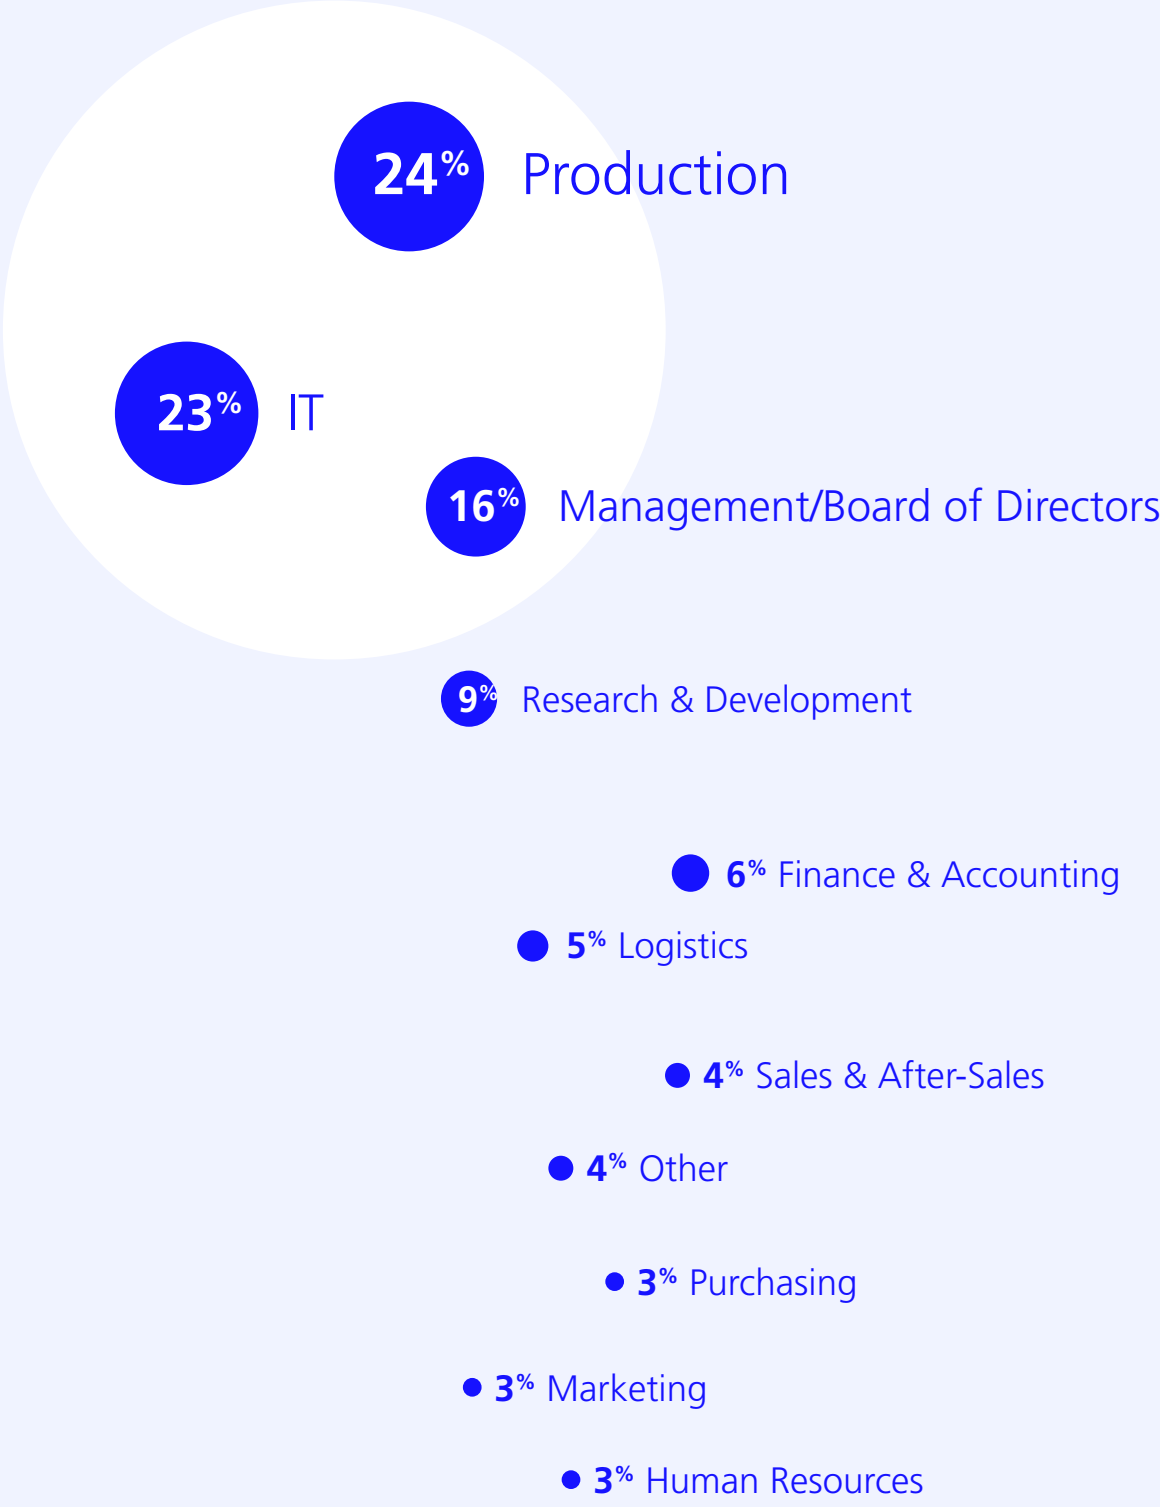 24% Production
23% IT
16% Management/Board of Directors
9% Research & Development
6% Finance & Accounting
5% Logistics
4% Sales & After-Sales
4% Other
3% Purchasing
3% Marketing
3% Human Resources